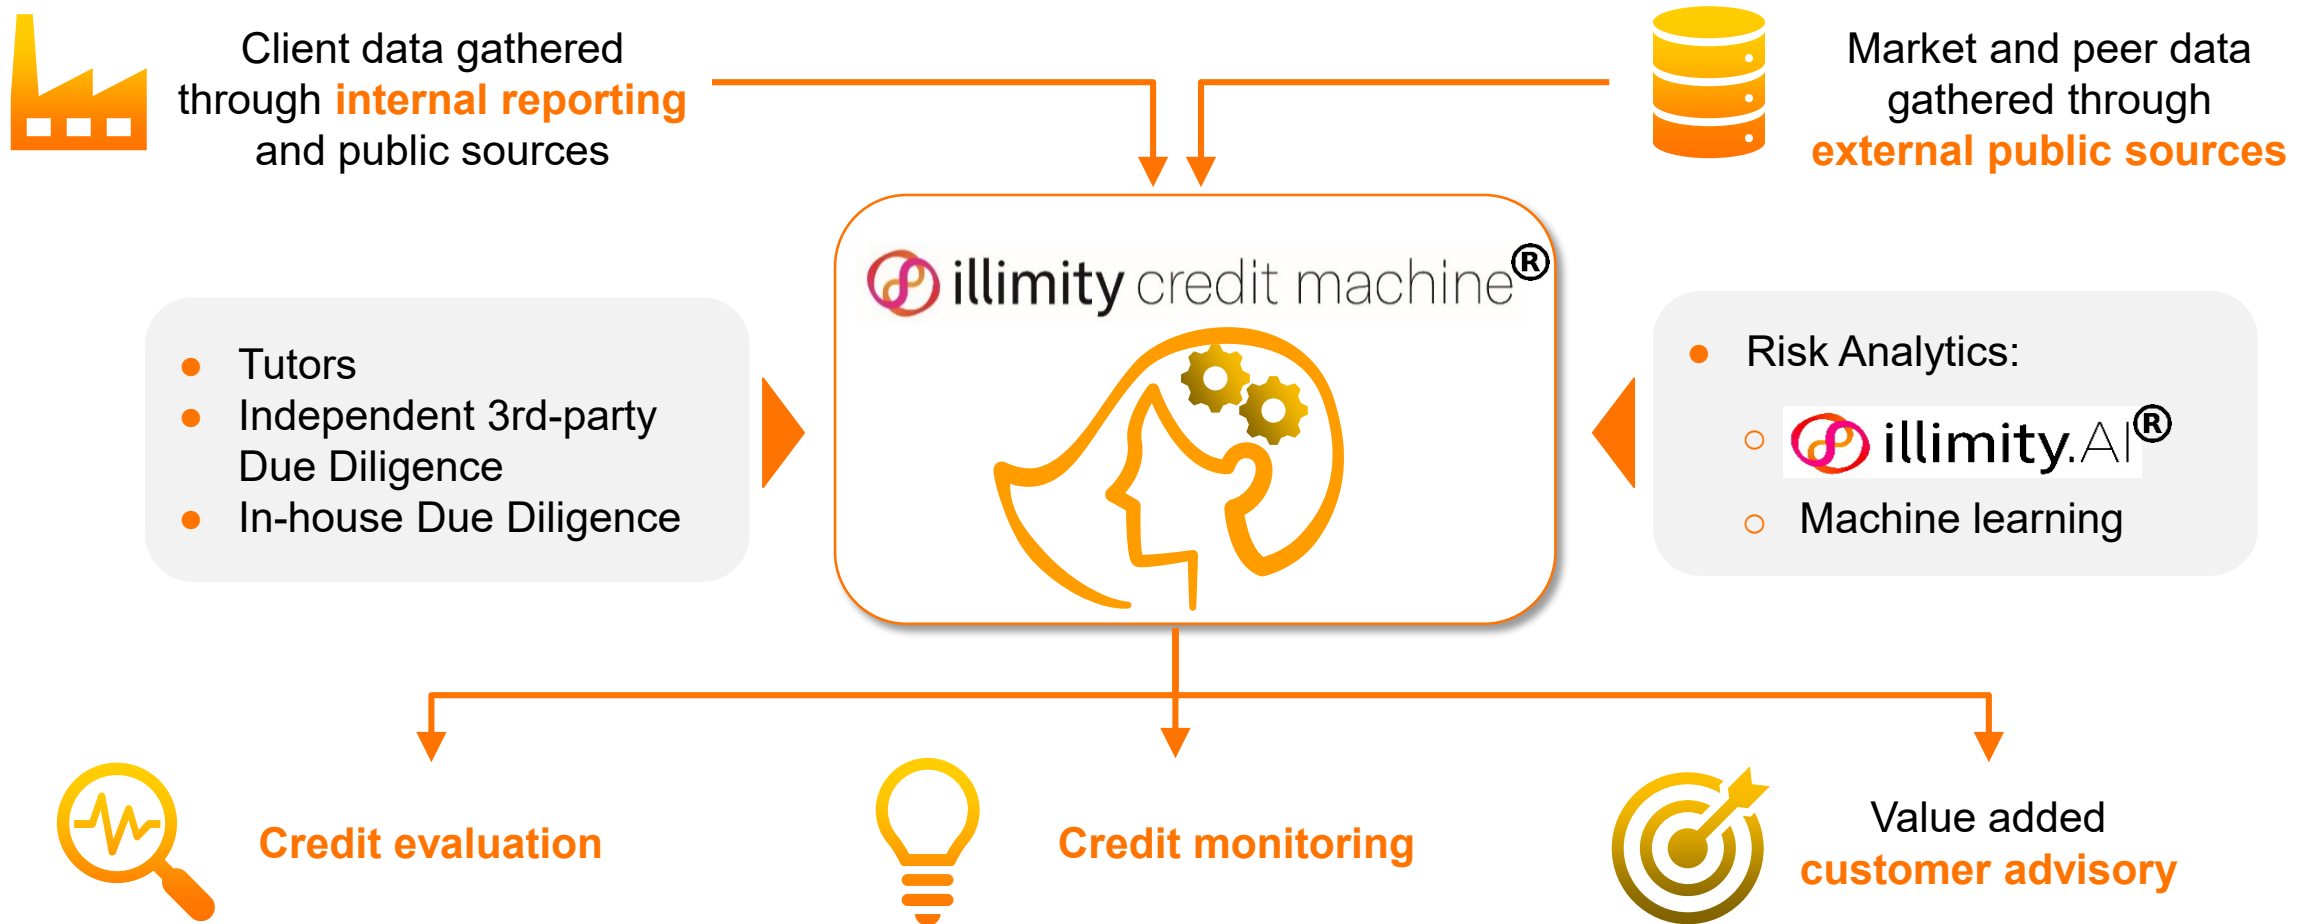 Client data gathered
through internal reporting
and public sources
Market and peer data
gathered through
external public sources
illimity credit machine®
• Tutors
• Independent 3rd-party
Due Diligence
• In-house Due Diligence
• Risk Analytics:
○ illimity.AI®
○ Machine learning
Credit evaluation
Credit monitoring
Value added
customer advisory